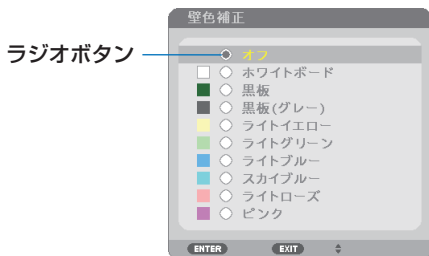 壁色補正
ラジオボタン
オフ
ホワイトボード
黒板
黒板(グレー)
ライトイエロー
ライトグリーン
ライトブルー
スカイブルー
ライトローズ
ピンク
ENTER EXIT